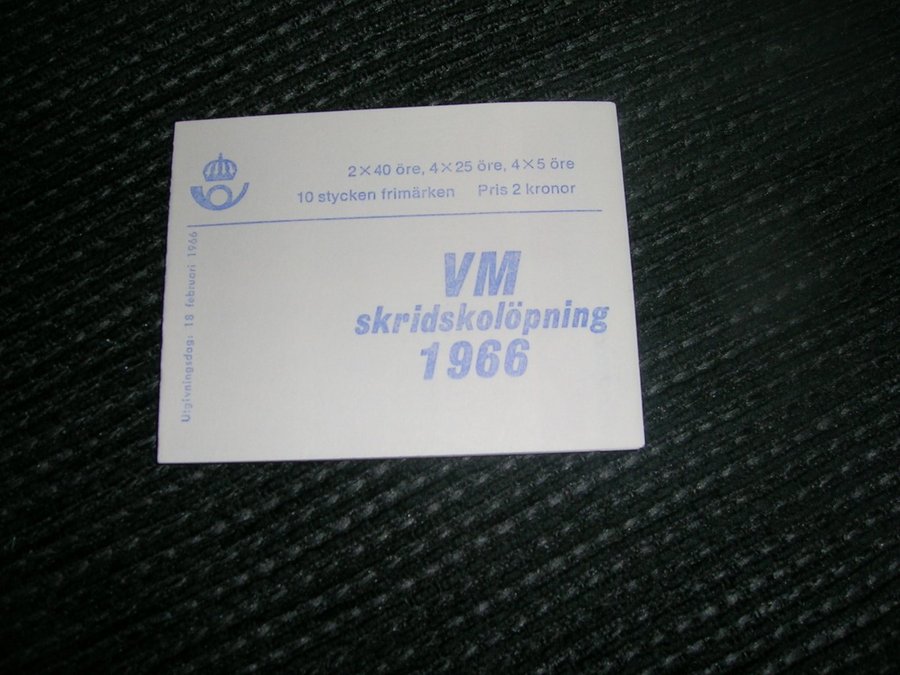 2×40 öre, 4×25 öre, 4×5 öre
10 stycken frimärken Pris 2 kronor
Utgivningsdag: 18 februari 1966
VM
skridskolöpning
1966